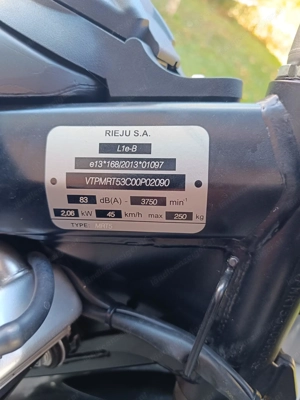 RIEJU S.A.
L1e-B
e13*168/2013*01097
VTPMRT53C00P02090
83 dB(A) - 3750 min⁻¹
2,06 kW 45 km/h max 250 kg
TYPE: